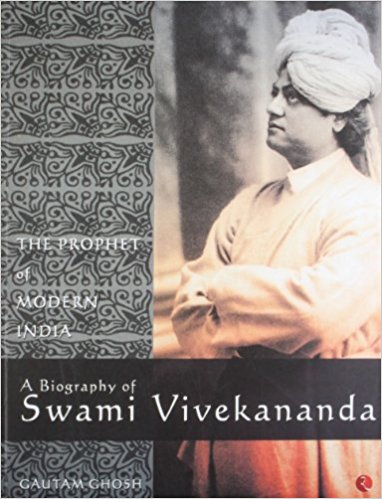 THE PROPHET
of
MODERN
INDIA
A Biography of
Swami Vivekananda
GAUTAM GHOSH